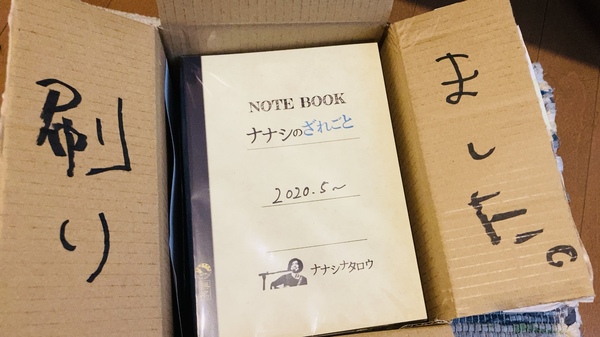 刷り
ました。
NOTE BOOK
ナナシのざれごと
2020.5~
ナナシナタロウ